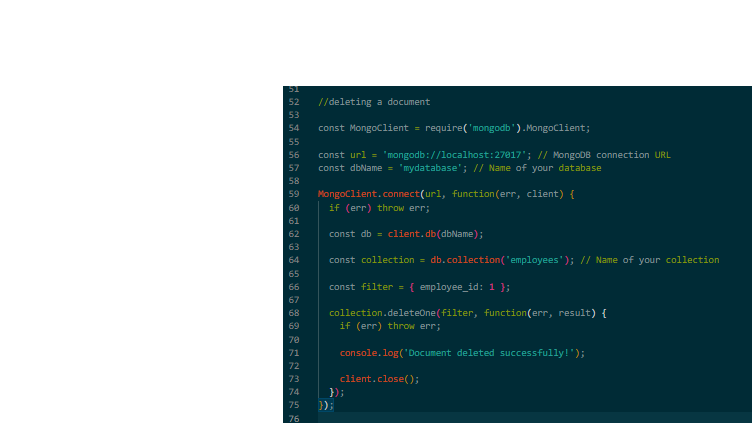 51
52 //deleting a document
53
54 const MongoClient = require('mongodb').MongoClient;
55
56 const url = 'mongodb://localhost:27017'; // MongoDB connection URL
57 const dbName = 'mydatabase'; // Name of your database
58
59 MongoClient.connect(url, function(err, client) {
60 if (err) throw err;
61
62 const db = client.db(dbName);
63
64 const collection = db.collection('employees'); // Name of your collection
65
66 const filter = { employee_id: 1 };
67
68 collection.deleteOne(filter, function(err, result) {
69 if (err) throw err;
70
71 console.log('Document deleted successfully!');
72
73 client.close();
74 });
75 });
76